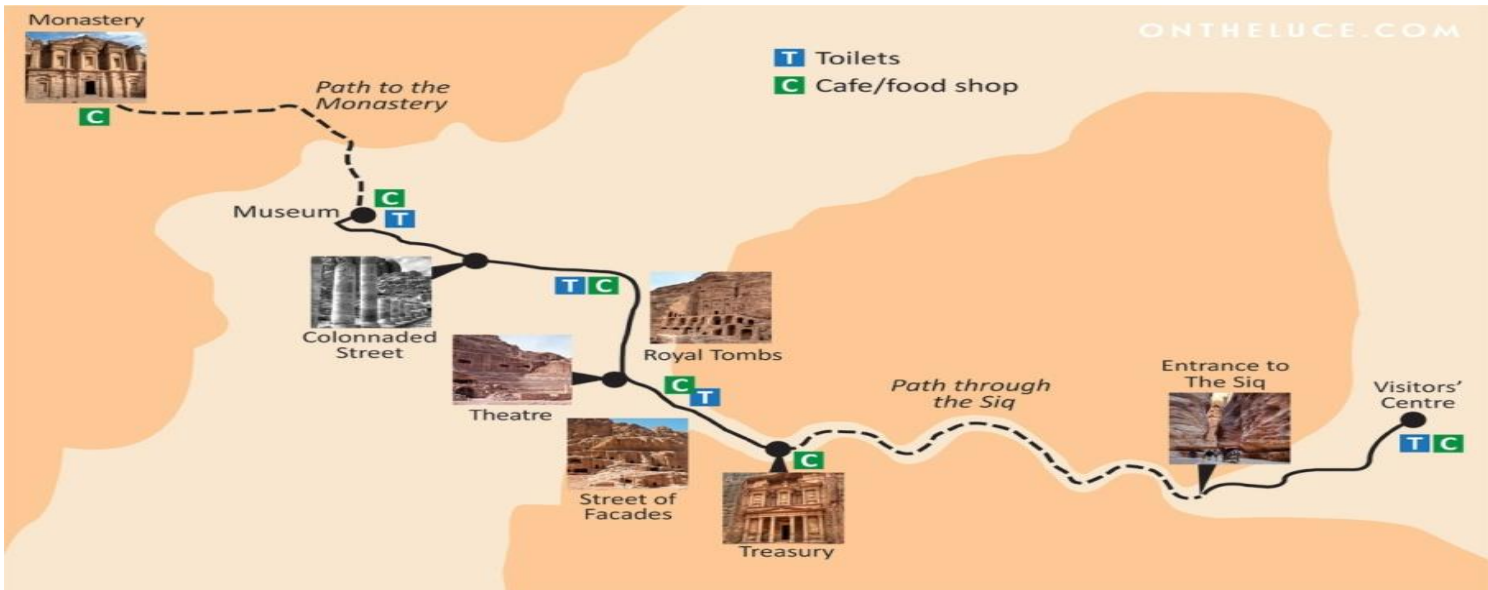 Monastery
ONTHELUCE.COM
T Toilets
C Cafe/food shop
Path to the
Monastery
C
C
Museum
T
T C
Colonnaded
Street
Royal Tombs
Theatre
C
T
Path through
the Siq
Entrance to
The Siq
Visitors'
Centre
T C
C
Street of
Facades
Treasury